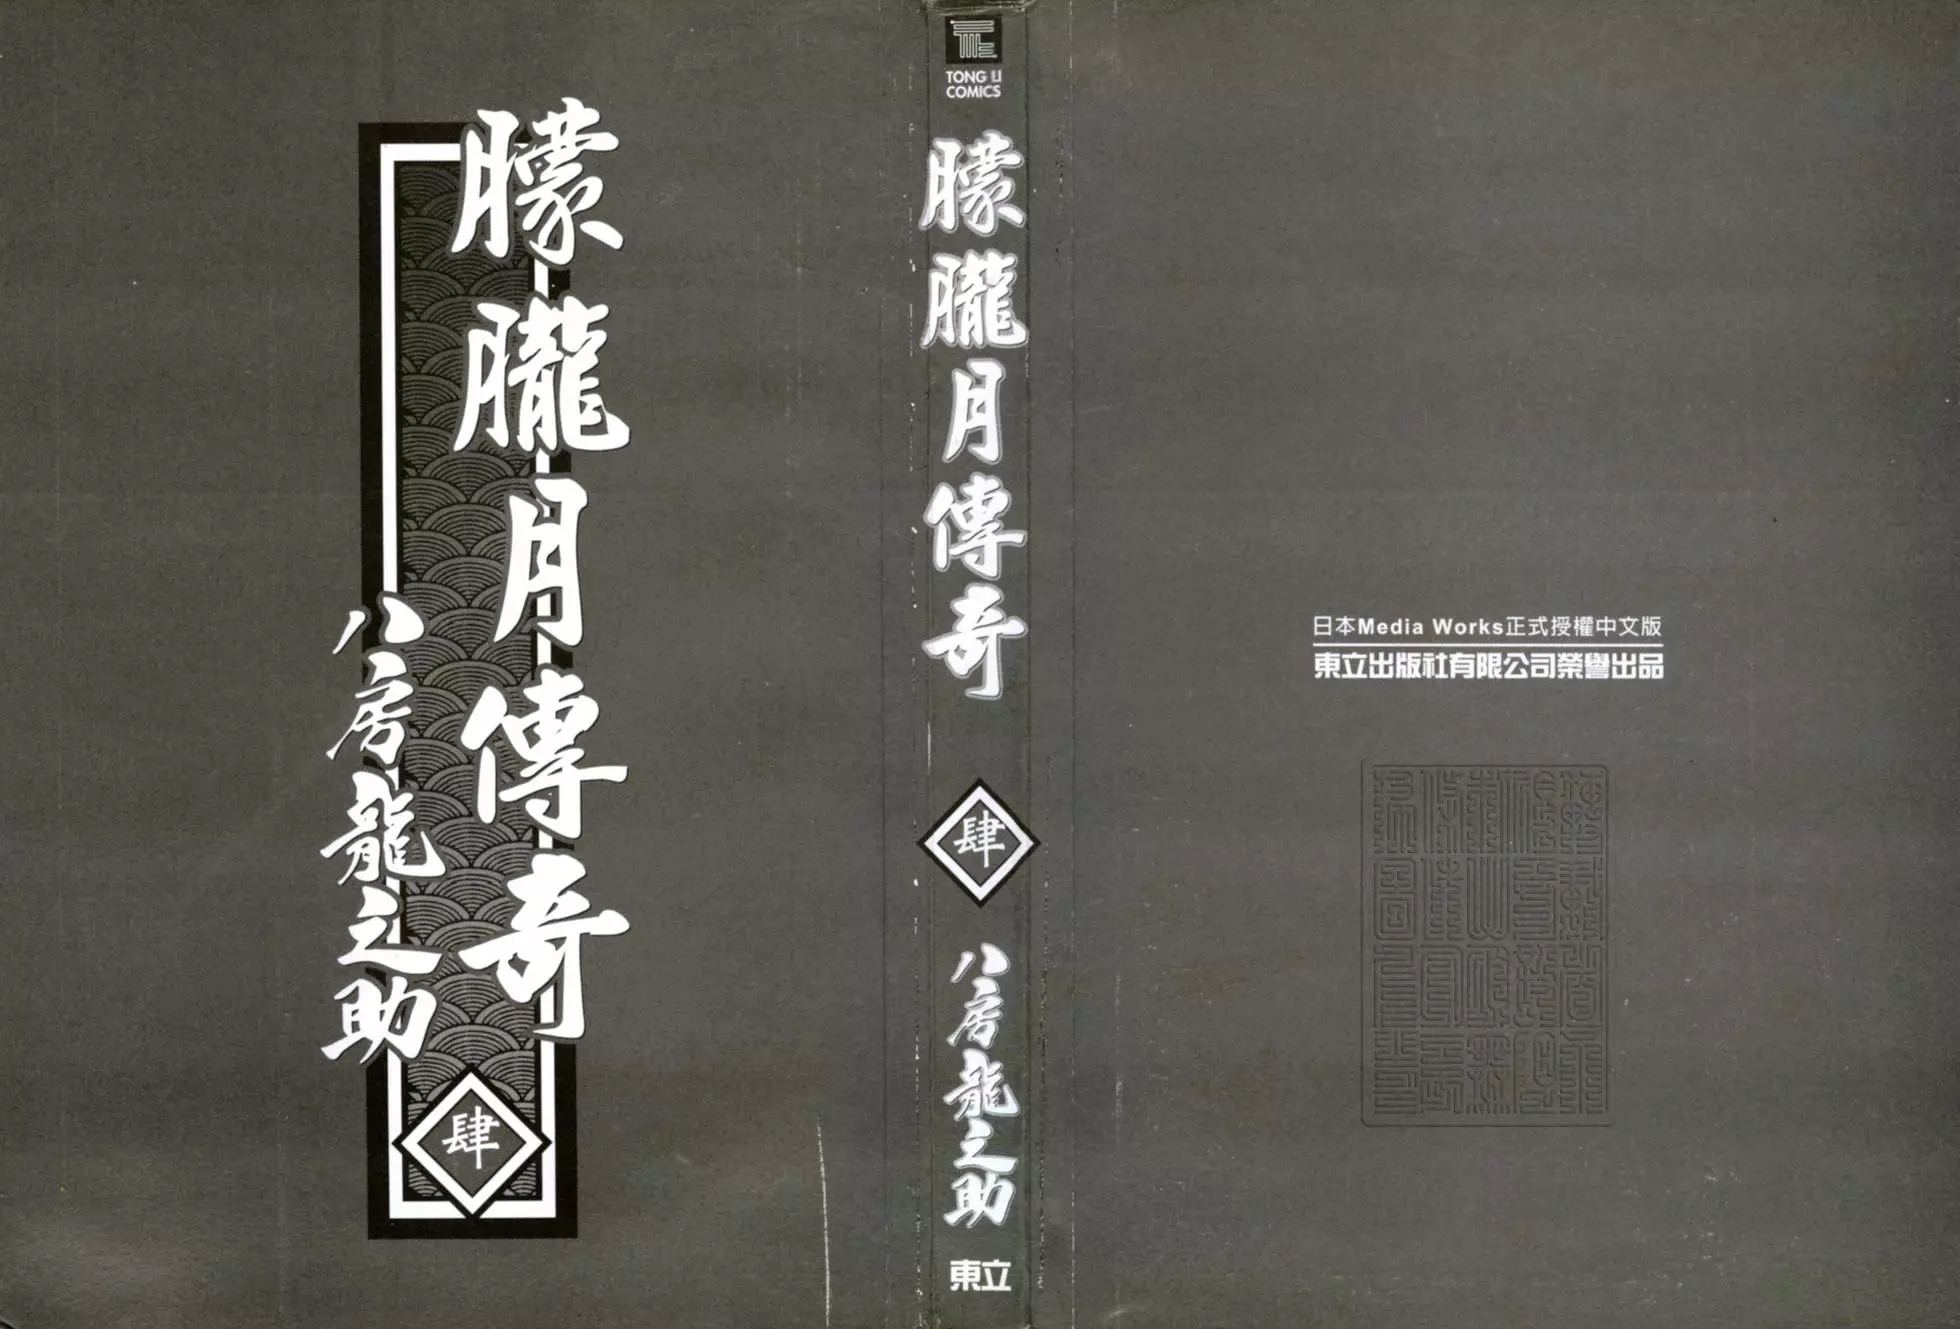 朦朧月傳奇
八房龍之助
肆
TONG LI
COMICS
朦朧月傳奇
肆
八房龍之助
東立
日本Media Works正式授權中文版
東立出版社有限公司榮譽出品